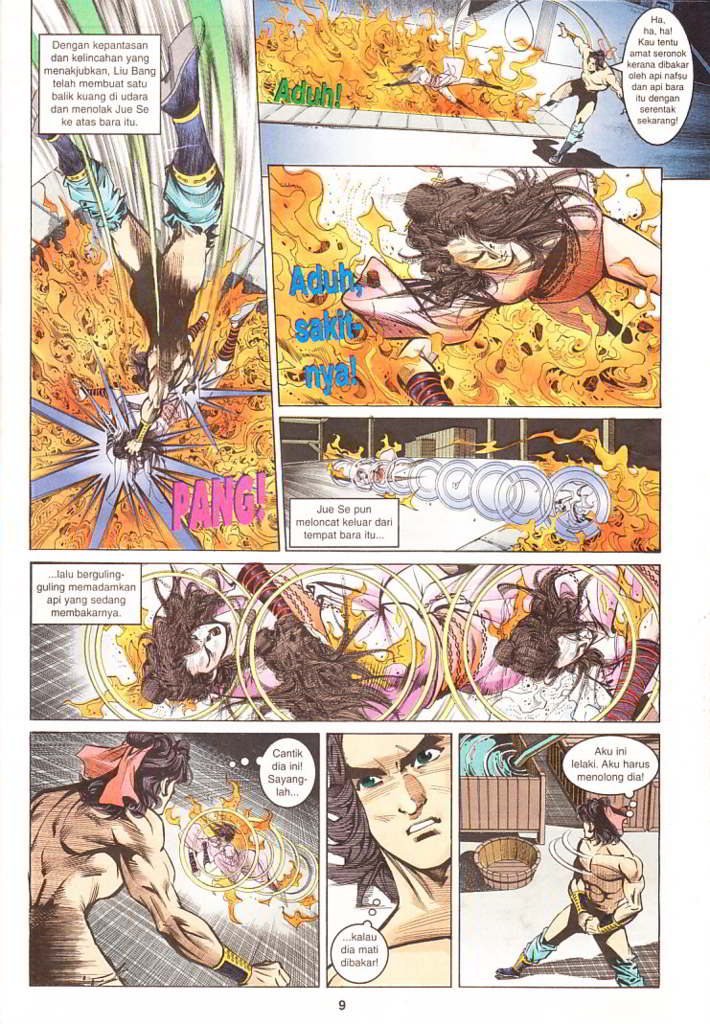 Dengan kepantasan
dan kelincahan yang
menakjubkan, Liu Bang
telah membuat satu
balik kuang di udara
dan menolak Jue Se
ke atas bara itu.
Aduh!
Ha,
ha, ha!
Kau tentu
amat seronok
kerana dibakar
oleh api nafsu
dan api bara
itu dengan
serentak
sekarang!
PANG!
Aduh,
sakit-
nya!
Jue Se pun
meloncat keluar dari
tempat bara itu...
...lalu berguling-
guling memadamkan
api yang sedang
membakarnya.
Cantik
dia ini!
Sayang-
lah...
...kalau
dia mati
dibakar!
Aku ini
lelaki. Aku harus
menolong dia!
9